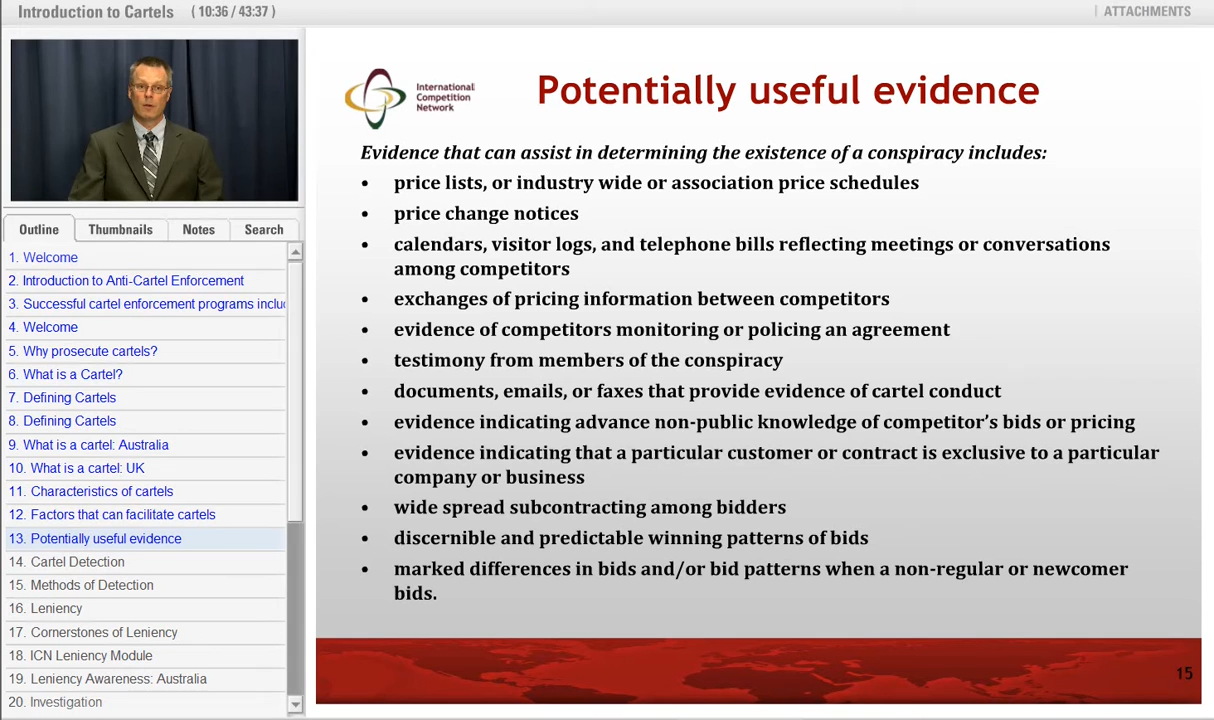 Introduction to Cartels ( 10:36 / 43:37 )
| ATTACHMENTS
Outline
Thumbnails
Notes
Search
1. Welcome
2. Introduction to Anti-Cartel Enforcement
3. Successful cartel enforcement programs inclu
4. Welcome
5. Why prosecute cartels?
6. What is a Cartel?
7. Defining Cartels
8. Defining Cartels
9. What is a cartel: Australia
10. What is a cartel: UK
11. Characteristics of cartels
12. Factors that can facilitate cartels
13. Potentially useful evidence
14. Cartel Detection
15. Methods of Detection
16. Leniency
17. Cornerstones of Leniency
18. ICN Leniency Module
19. Leniency Awareness: Australia
20. Investigation
International
Competition
Network
Potentially useful evidence
Evidence that can assist in determining the existence of a conspiracy includes:
• price lists, or industry wide or association price schedules
• price change notices
• calendars, visitor logs, and telephone bills reflecting meetings or conversations
among competitors
• exchanges of pricing information between competitors
• evidence of competitors monitoring or policing an agreement
• testimony from members of the conspiracy
• documents, emails, or faxes that provide evidence of cartel conduct
• evidence indicating advance non-public knowledge of competitor’s bids or pricing
• evidence indicating that a particular customer or contract is exclusive to a particular
company or business
• wide spread subcontracting among bidders
• discernible and predictable winning patterns of bids
• marked differences in bids and/or bid patterns when a non-regular or newcomer
bids.
15